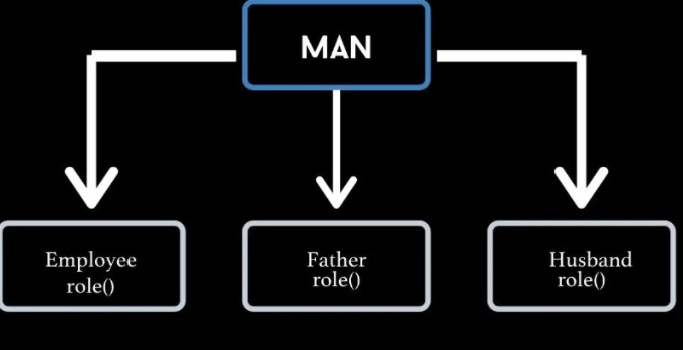 MAN
Employee
role()
Father
role()
Husband
role()